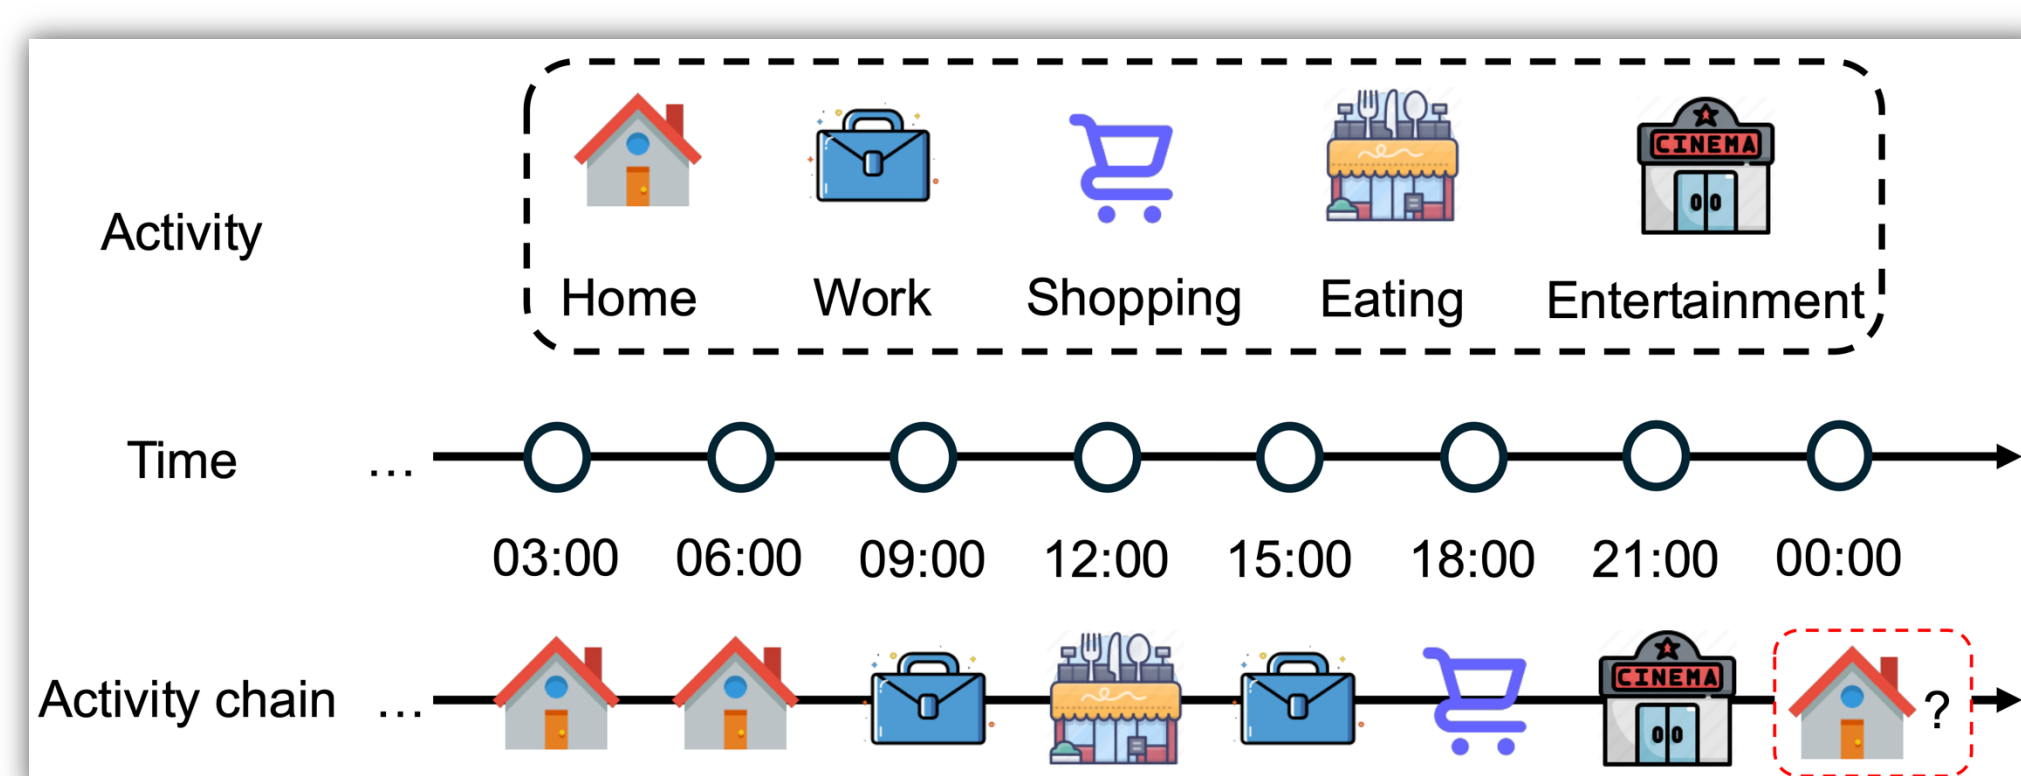 CINEMA
Activity
Home Work Shopping Eating Entertainment
Time ...
03:00 06:00 09:00 12:00 15:00 18:00 21:00 00:00
CINEMA
Activity chain ... ?